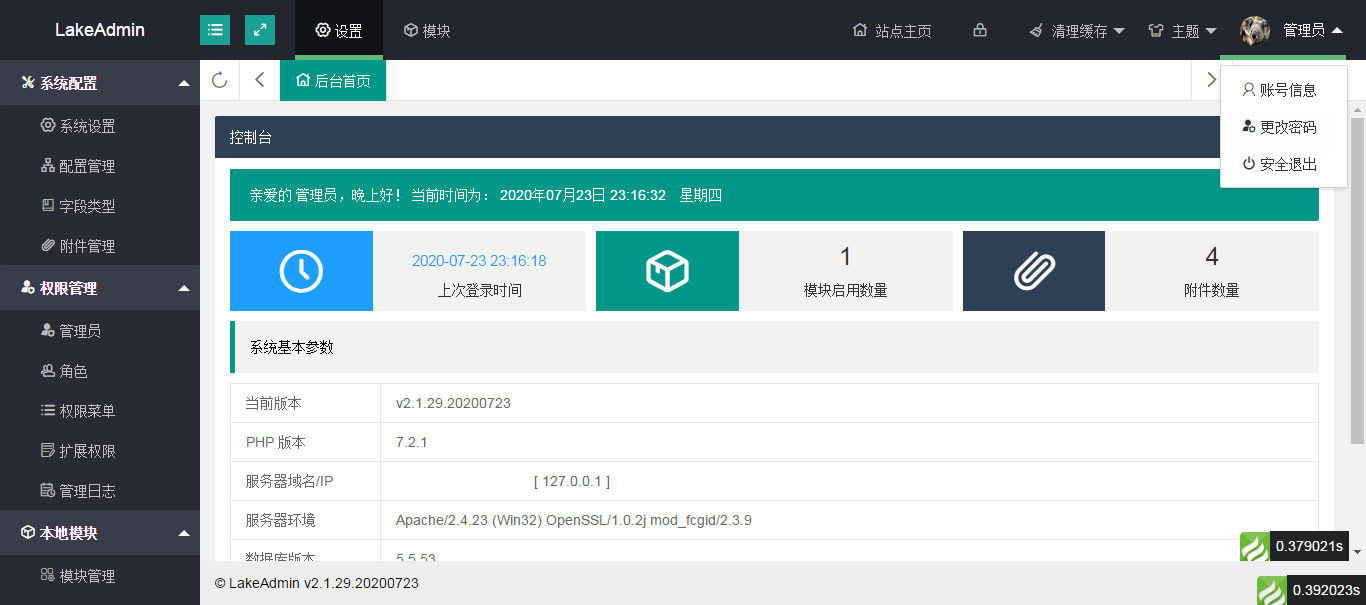 LakeAdmin
设置
模块
站点主页
清理缓存
主题
管理员
系统配置
系统设置
配置管理
字段类型
附件管理
权限管理
管理员
角色
权限菜单
扩展权限
管理日志
本地模块
模块管理
后台首页
账号信息
更改密码
安全退出
控制台
亲爱的 管理员，晚上好！ 当前时间为： 2020年07月23日 23:16:32 星期四
2020-07-23 23:16:18
上次登录时间
1
模块启用数量
4
附件数量
系统基本参数
当前版本 v2.1.29.20200723
PHP 版本 7.2.1
服务器域名/IP [ 127.0.0.1 ]
服务器环境 Apache/2.4.23 (Win32) OpenSSL/1.0.2j mod_fcgid/2.3.9
数据库版本 5.5.53
0.379021s
© LakeAdmin v2.1.29.20200723
0.392023s